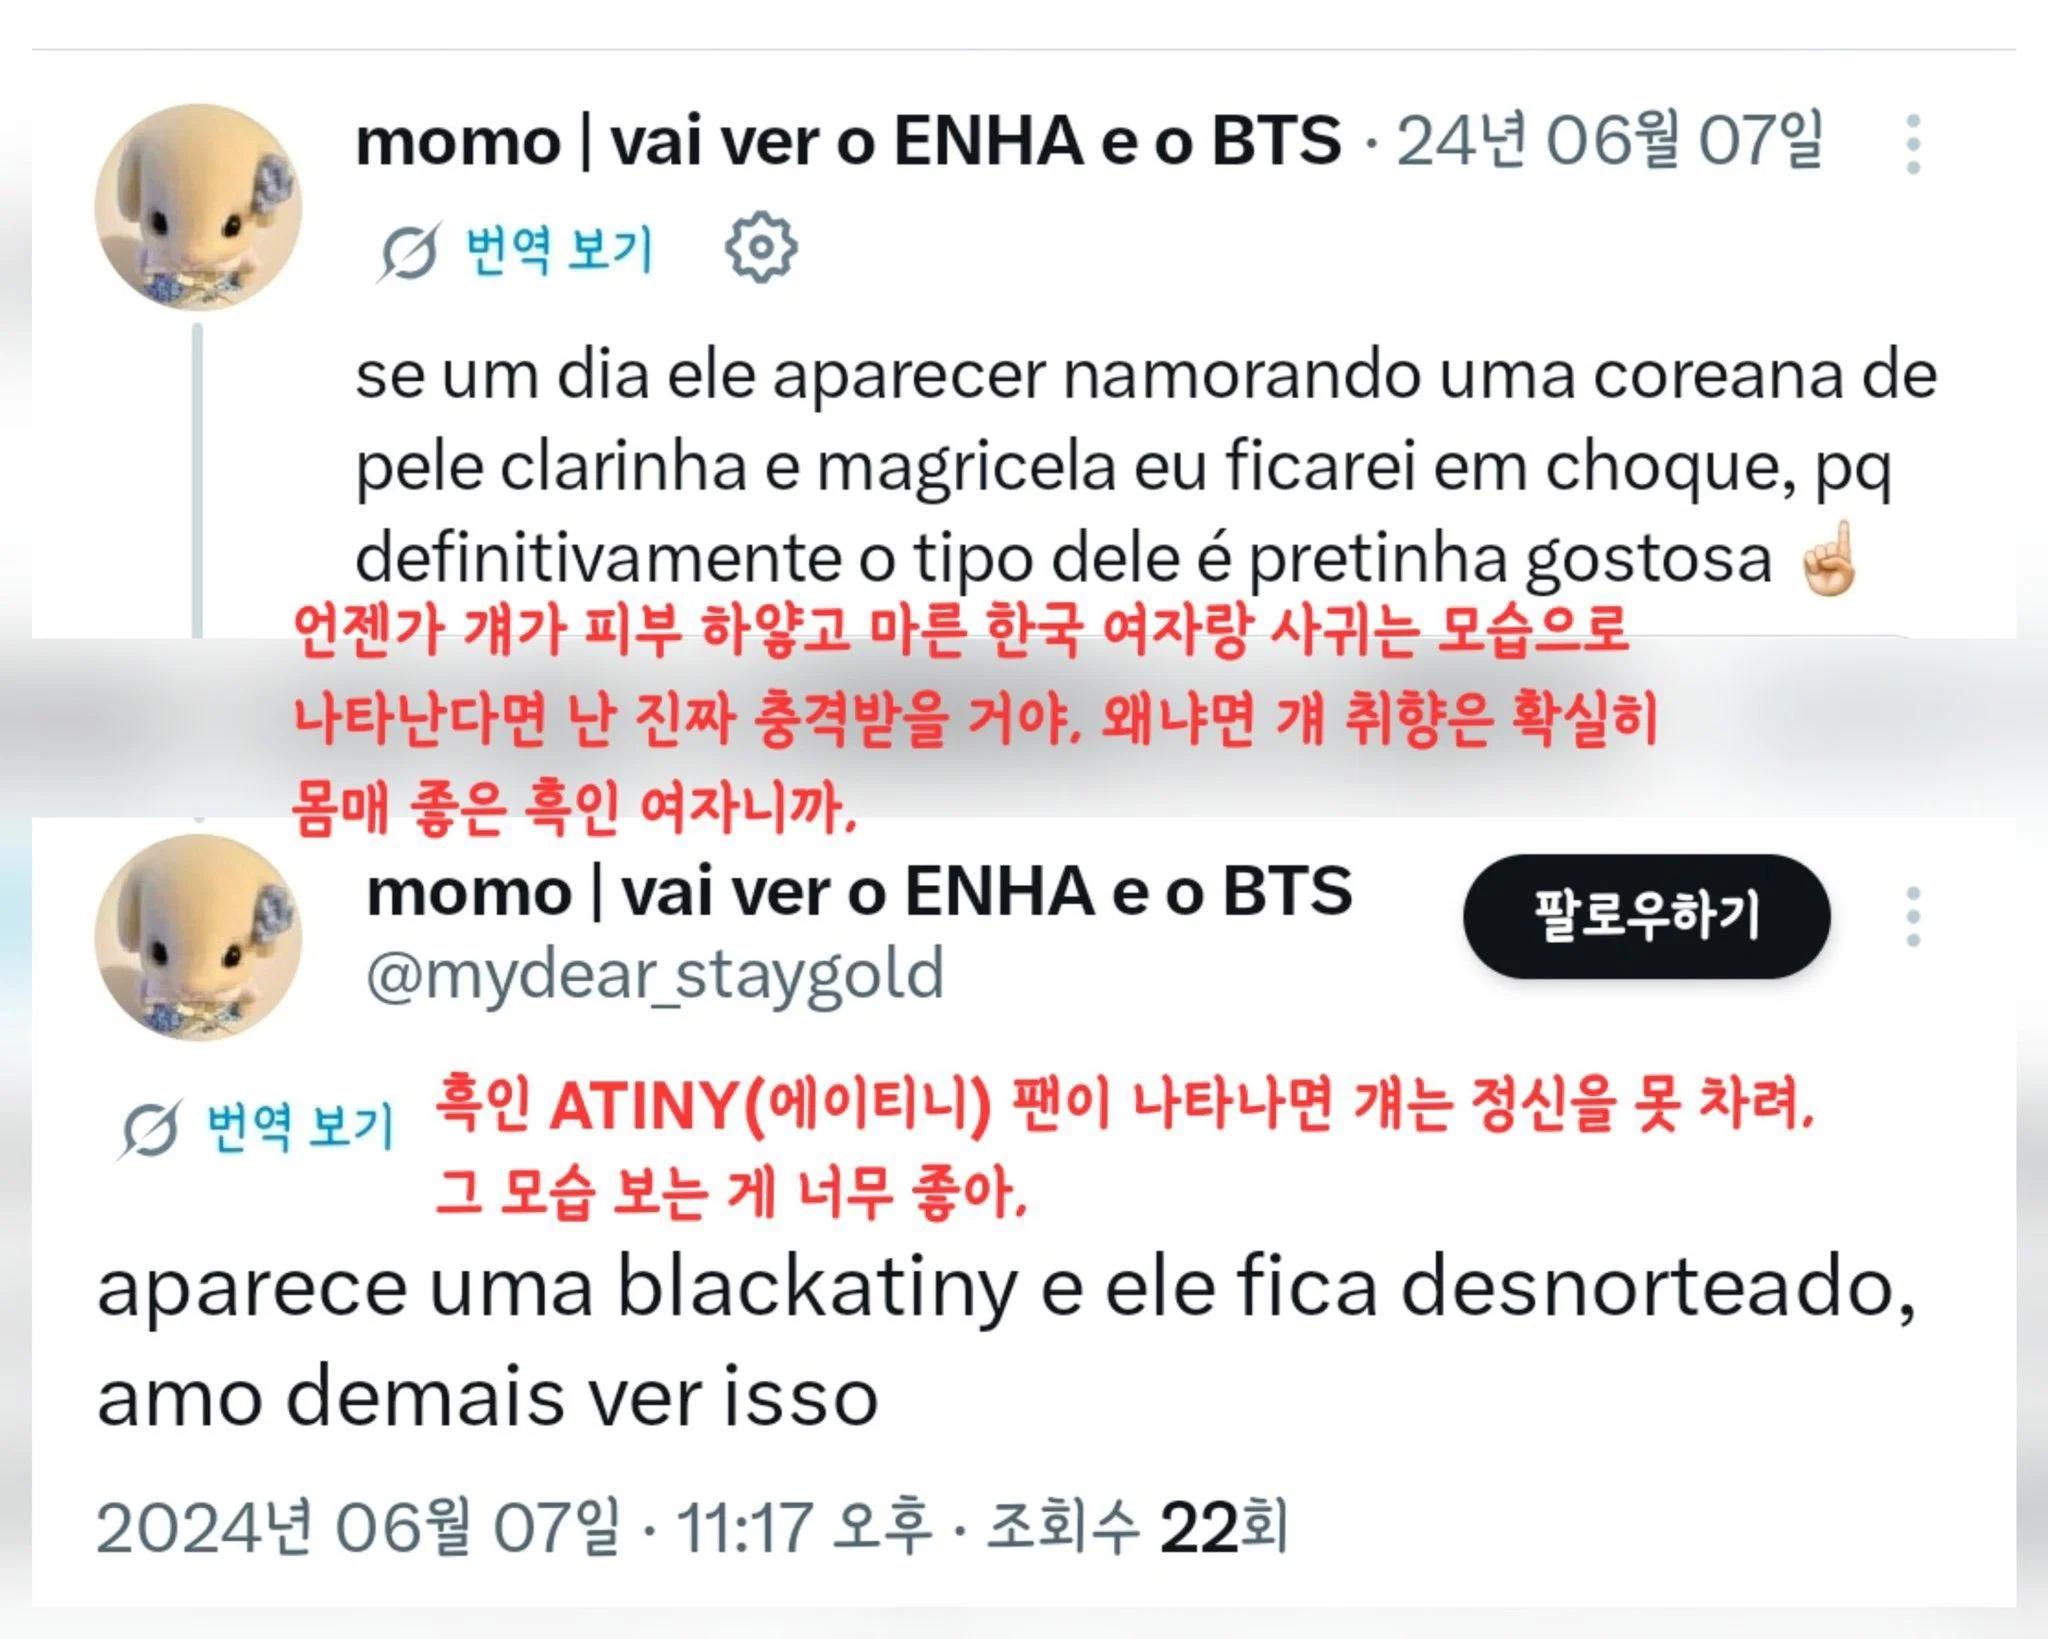 momo | vai ver o ENHA e o BTS · 24년 06월 07일
번역 보기
se um dia ele aparecer namorando uma coreana de
pele clarinha e magricela eu ficarei em choque, pq
definitivamente o tipo dele é pretinha gostosa ☝🏻
언젠가 걔가 피부 하얗고 마른 한국 여자랑 사귀는 모습으로
나타난다면 난 진짜 충격받을 거야. 왜냐면 걔 취향은 확실히
몸매 좋은 흑인 여자니까.
momo | vai ver o ENHA e o BTS
팔로우하기
@mydear_staygold
번역 보기
흑인 ATINY(에이티니) 팬이 나타나면 걔는 정신을 못 차려.
그 모습 보는 게 너무 좋아.
aparece uma blackatiny e ele fica desnorteado,
amo demais ver isso
2024년 06월 07일 · 11:17 오후 · 조회수 22회